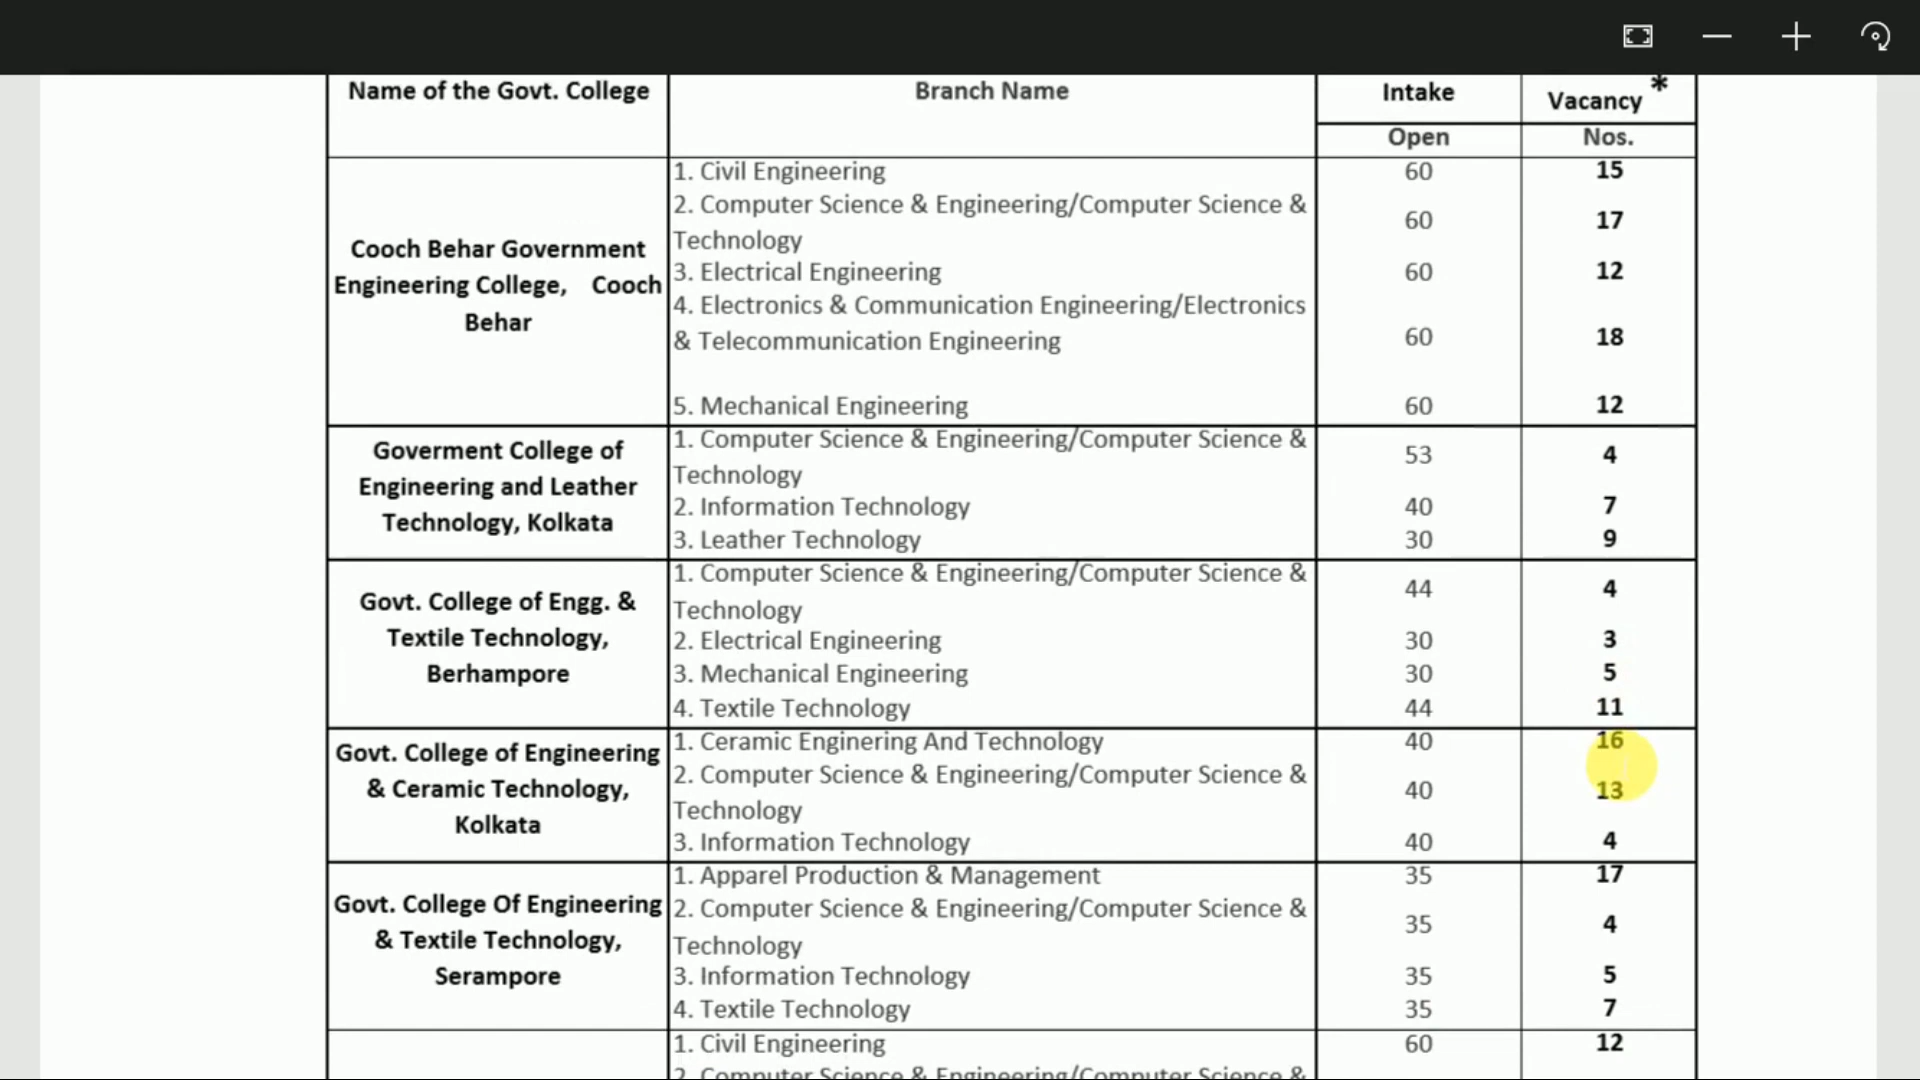 Name of the Govt. College Branch Name Intake Vacancy *
Open Nos.
Cooch Behar Government
Engineering College, Cooch
Behar
1. Civil Engineering 60 15
2. Computer Science & Engineering/Computer Science &
Technology 60 17
3. Electrical Engineering 60 12
4. Electronics & Communication Engineering/Electronics
& Telecommunication Engineering 60 18
5. Mechanical Engineering 60 12
Goverment College of
Engineering and Leather
Technology, Kolkata
1. Computer Science & Engineering/Computer Science &
Technology 53 4
2. Information Technology 40 7
3. Leather Technology 30 9
Govt. College of Engg. &
Textile Technology,
Berhampore
1. Computer Science & Engineering/Computer Science &
Technology 44 4
2. Electrical Engineering 30 3
3. Mechanical Engineering 30 5
4. Textile Technology 44 11
Govt. College of Engineering
& Ceramic Technology,
Kolkata
1. Ceramic Enginering And Technology 40 16
2. Computer Science & Engineering/Computer Science &
Technology 40 13
3. Information Technology 40 4
Govt. College Of Engineering
& Textile Technology,
Serampore
1. Apparel Production & Management 35 17
2. Computer Science & Engineering/Computer Science &
Technology 35 4
3. Information Technology 35 5
4. Textile Technology 35 7
1. Civil Engineering 60 12
2. Computer Science & Engineering/Computer Science &